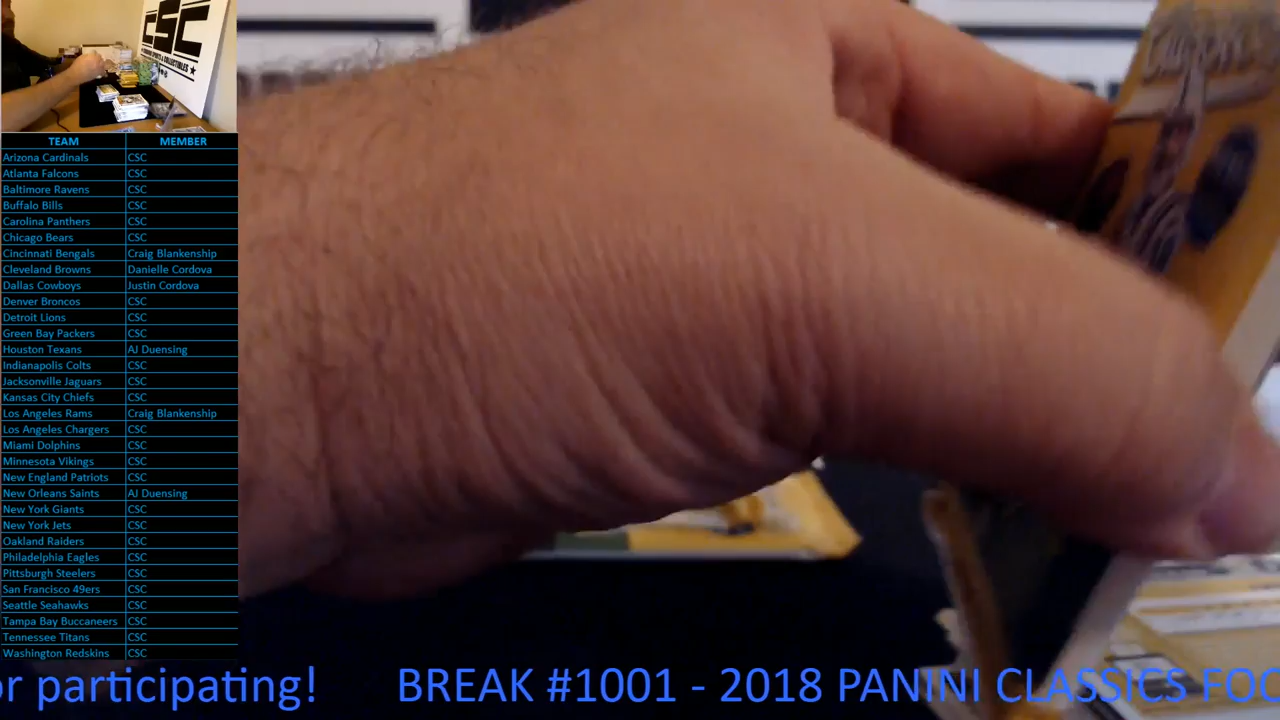 CSC
TEAM MEMBER
Arizona Cardinals CSC
Atlanta Falcons CSC
Baltimore Ravens CSC
Buffalo Bills CSC
Carolina Panthers CSC
Chicago Bears CSC
Cincinnati Bengals Craig Blankenship
Cleveland Browns Danielle Cordova
Dallas Cowboys Justin Cordova
Denver Broncos CSC
Detroit Lions CSC
Green Bay Packers CSC
Houston Texans AJ Duensing
Indianapolis Colts CSC
Jacksonville Jaguars CSC
Kansas City Chiefs CSC
Los Angeles Rams Craig Blankenship
Los Angeles Chargers CSC
Miami Dolphins CSC
Minnesota Vikings CSC
New England Patriots CSC
New Orleans Saints AJ Duensing
New York Giants CSC
New York Jets CSC
Oakland Raiders CSC
Philadelphia Eagles CSC
Pittsburgh Steelers CSC
San Francisco 49ers CSC
Seattle Seahawks CSC
Tampa Bay Buccaneers CSC
Tennessee Titans CSC
Washington Redskins CSC
or participating! BREAK #1001 - 2018 PANINI CLASSICS FOO